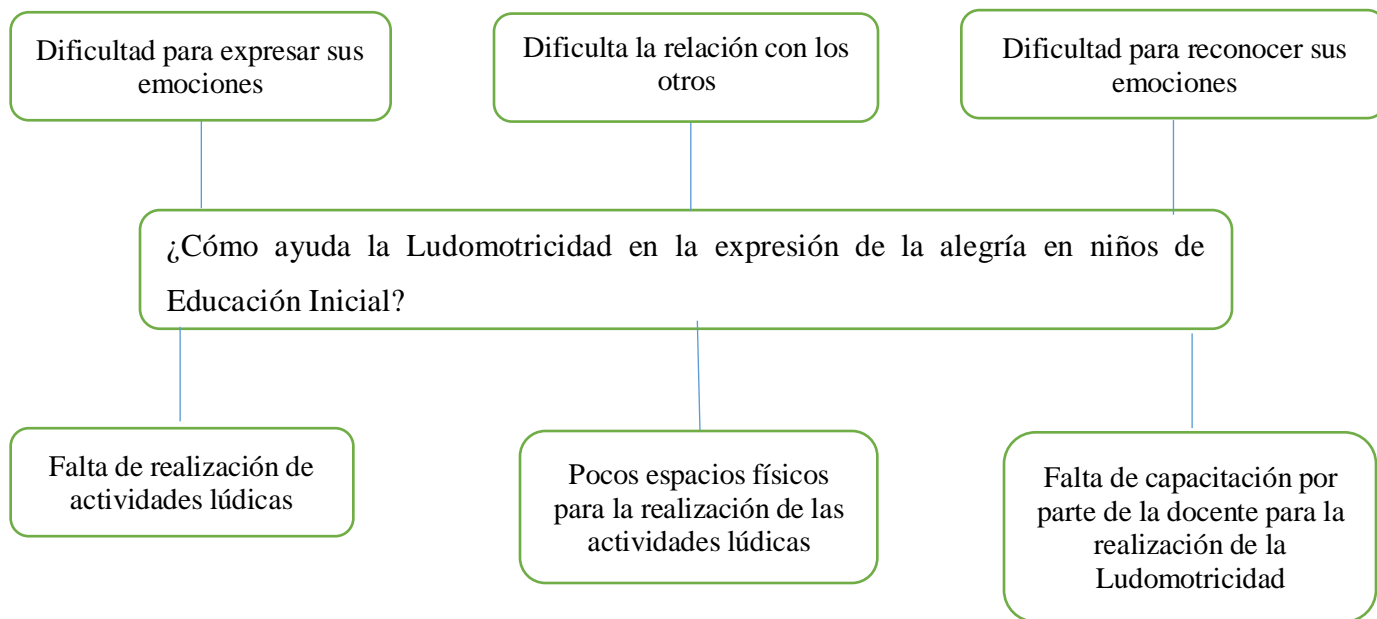 Dificultad para expresar sus
emociones
Dificulta la relación con los
otros
Dificultad para reconocer sus
emociones
¿Cómo ayuda la Ludomotricidad en la expresión de la alegría en niños de
Educación Inicial?
Falta de realización de
actividades lúdicas
Pocos espacios físicos
para la realización de las
actividades lúdicas
Falta de capacitación por
parte de la docente para la
realización de la
Ludomotricidad